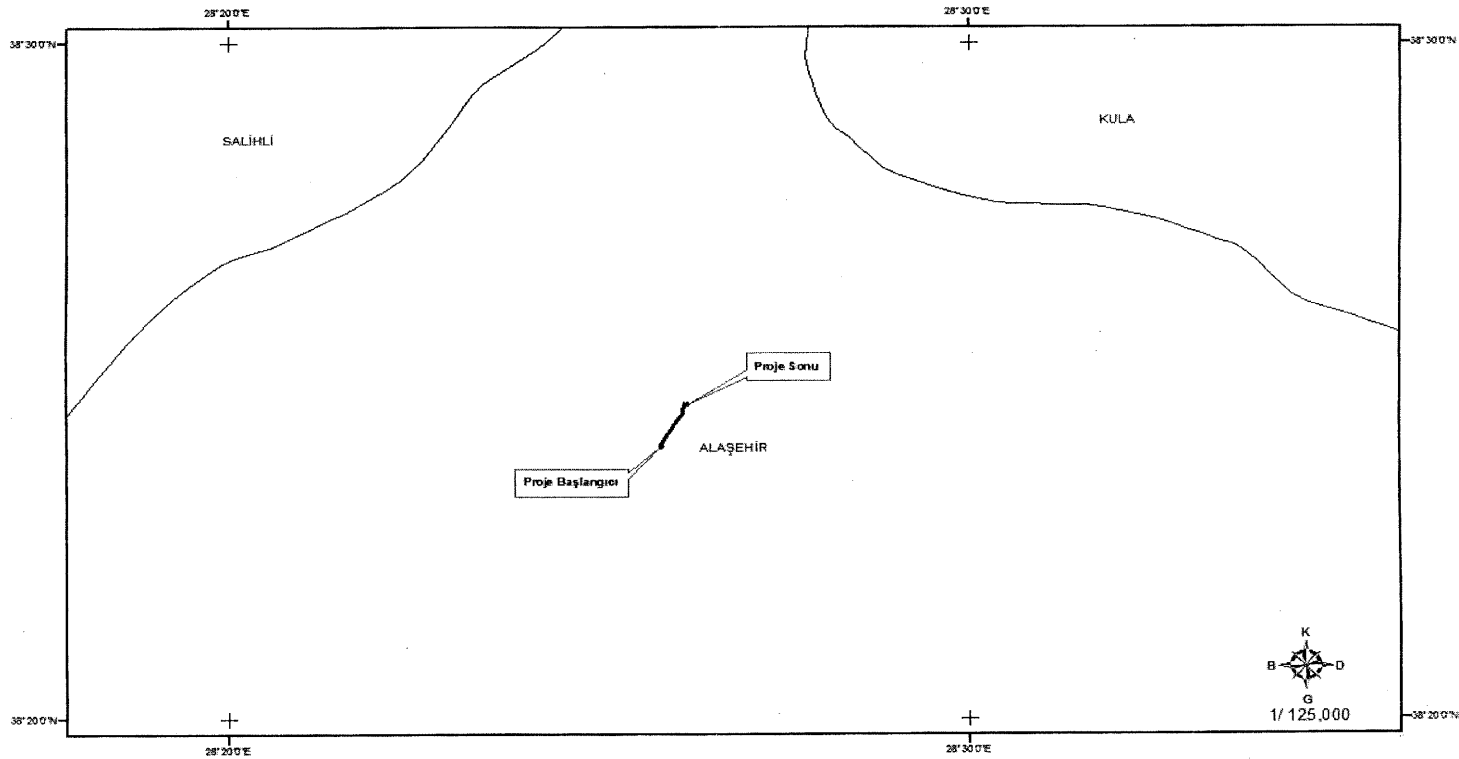 28°20'0"E
28°30'0"E
38°30'0"N
38°30'0"N
SALİHLİ
KULA
Proje Sonu
ALAŞEHİR
Proje Başlangıcı
K
B
D
G
1/ 125,000
38°20'0"N
38°20'0"N
28°20'0"E
28°30'0"E